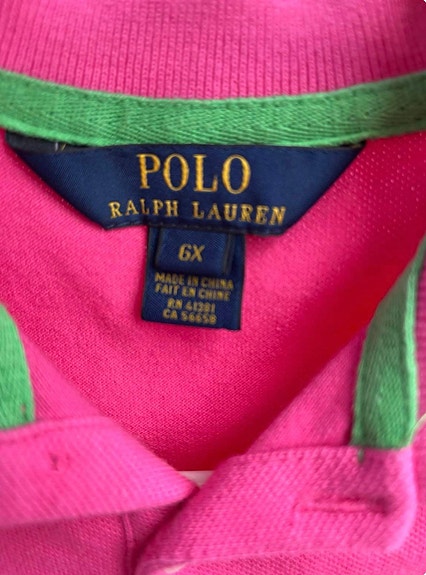 POLO
RALPH LAUREN
6X
MADE IN CHINA
FAIT EN CHINE
RN 41381
CA 56658